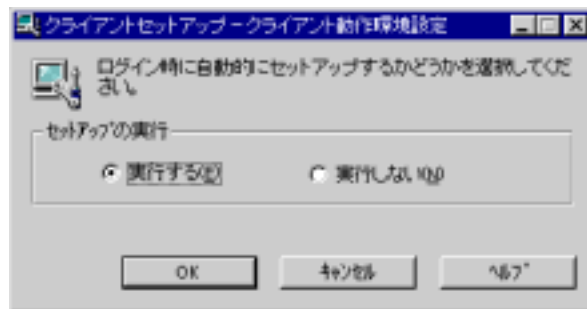 クライアントセットアップ－クライアント動作環境設定
ログイン時に自動的にセットアップするかどうかを選択してくだ
さい。
ｾｯﾄｱｯﾌﾟの実行
実行する(E)
実行しない(N)
OK
ｷｬﾝｾﾙ
ﾍﾙﾌﾟ